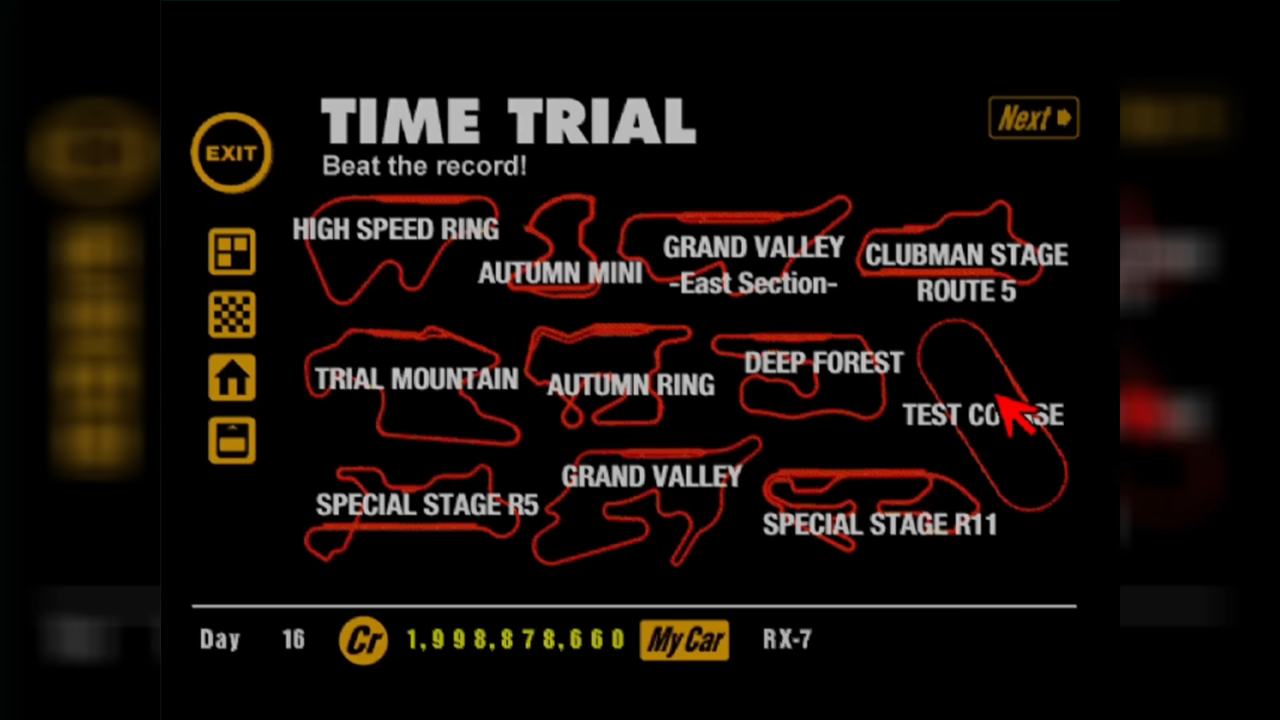 TIME TRIAL
Next
EXIT
Beat the record!
HIGH SPEED RING
AUTUMN MINI
GRAND VALLEY
-East Section-
CLUBMAN STAGE
ROUTE 5
TRIAL MOUNTAIN
AUTUMN RING
DEEP FOREST
TEST COURSE
SPECIAL STAGE R5
GRAND VALLEY
SPECIAL STAGE R11
Day 16 Cr 1,998,878,660 My Car RX-7